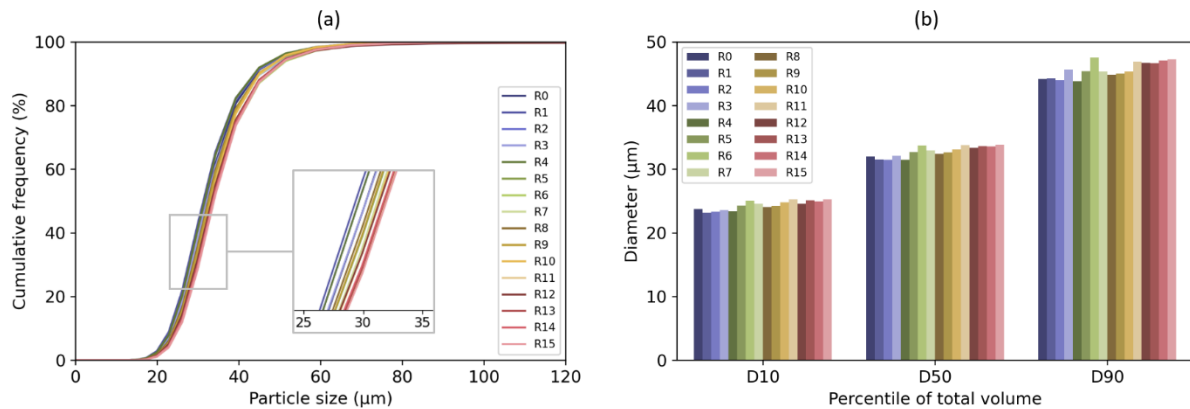 (a)
Cumulative frequency (%)
100
80
60
40
20
0
R0
R1
R2
R3
R4
R5
R6
R7
R8
R9
R10
R11
R12
R13
R14
R15
25 30 35
0 20 40 60 80 100 120
Particle size (µm)
(b)
Diameter (µm)
50
40
30
20
10
0
R0 R8
R1 R9
R2 R10
R3 R11
R4 R12
R5 R13
R6 R14
R7 R15
D10 D50 D90
Percentile of total volume